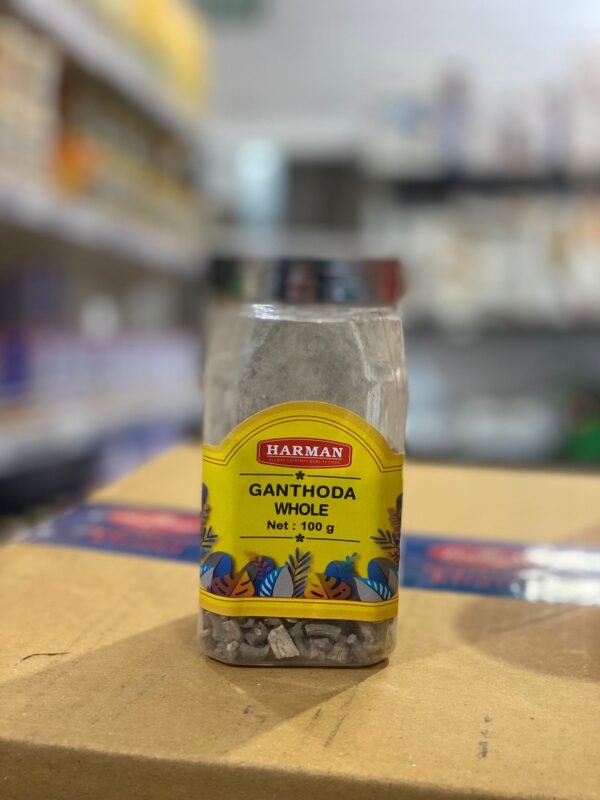 HARMAN
GANTHODA
WHOLE
Net : 100 g